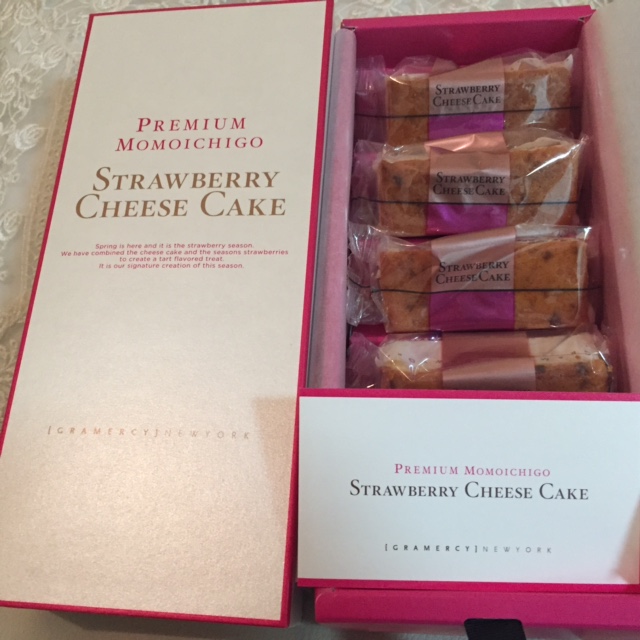 PREMIUM
MOMOICHIGO
STRAWBERRY
CHEESE CAKE
Spring is here and it is the strawberry season.
We have combined the cheese cake and the seasons strawberries
to create a tart flavored treat.
It is our signature creation of this season.
[GRAMERCY]NEWYORK
STRAWBERRY
CHEESE CAKE
STRAWBERRY
CHEESE CAKE
STRAWBERRY
CHEESE CAKE
PREMIUM MOMOICHIGO
STRAWBERRY CHEESE CAKE
[GRAMERCY]NEWYORK